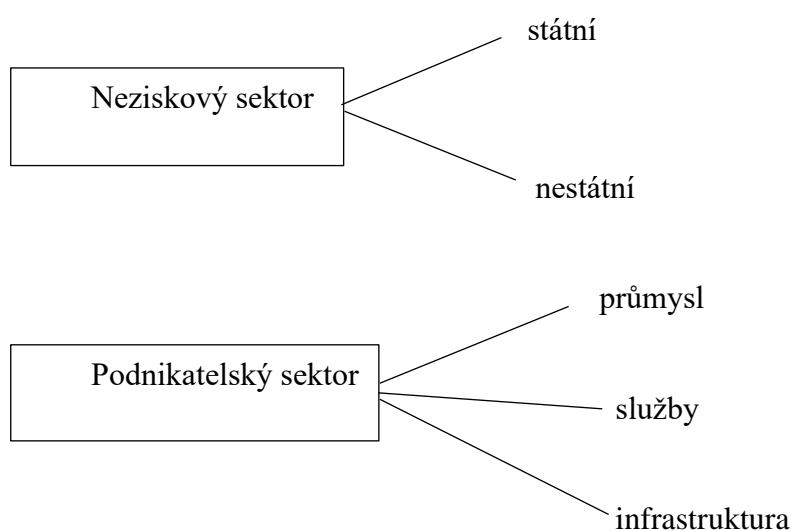 státní
Neziskový sektor
nestátní
průmysl
Podnikatelský sektor
služby
infrastruktura